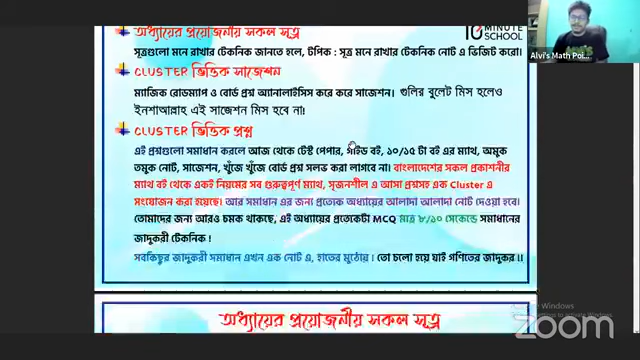 অধ্যায়ের প্রয়োজনীয় সকল সূত্র
10 MINUTE SCHOOL
সূত্রগুলো মনে রাখার টেকনিক জানতে হলে, টপিক : সূত্র মনে রাখার টেকনিক নোট এ ভিজিট করো।
Alvi's Math Poi...
CLUSTER ভিত্তিক সাজেশন
ম্যাজিক রোডম্যাপ ও বোর্ড প্রশ্ন অ্যানালাইসিস করে করে সাজেশন। গুলির বুলেট মিস হলেও
ইনশাআল্লাহ এই সাজেশন মিস হবে না।
CLUSTER ভিত্তিক প্রশ্ন
এই প্রশ্নগুলো সমাধান করলে আজ থেকে টেস্ট পেপার, গাইড বই, ১০/১৫ টা বই এর ম্যাথ, অমুক
তমুক নোট, সাজেশন, খুঁজে খুঁজে বোর্ড প্রশ্ন সলভ করা লাগবে না। বাংলাদেশের সকল প্রকাশনীর
ম্যাথ বই থেকে একই নিয়মের সব গুরুত্বপূর্ণ ম্যাথ, সৃজনশীল এ আসা প্রশ্নসহ এক Cluster এ
সংযোজন করা হয়েছে। আর সমাধান এর জন্য প্রত্যেক অধ্যায়ের আলাদা আলাদা নোট দেওয়া হবে।
তোমাদের জন্য আরও চমক থাকছে, এই অধ্যায়ের প্রত্যেকটা MCQ মাত্র ৮/১০ সেকেন্ডে সমাধানের
জাদুকরী টেকনিক !
সবকিছুর জাদুকরী সমাধান এখন এক নোট এ, হাতের মুঠোয়। তো চলো হয়ে যাই গণিতের জাদুকর ।।
অধ্যায়ের প্রয়োজনীয় সকল সূত্র
zoom